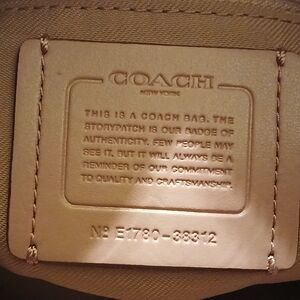 COACH
NEW YORK
THIS IS A COACH BAG. THE
STORYPATCH IS OUR BADGE OF
AUTHENTICITY. FEW PEOPLE MAY
SEE IT, BUT IT WILL ALWAYS BE A
REMINDER OF OUR COMMITMENT
TO QUALITY AND CRAFTSMANSHIP.
Nº E1780-38312